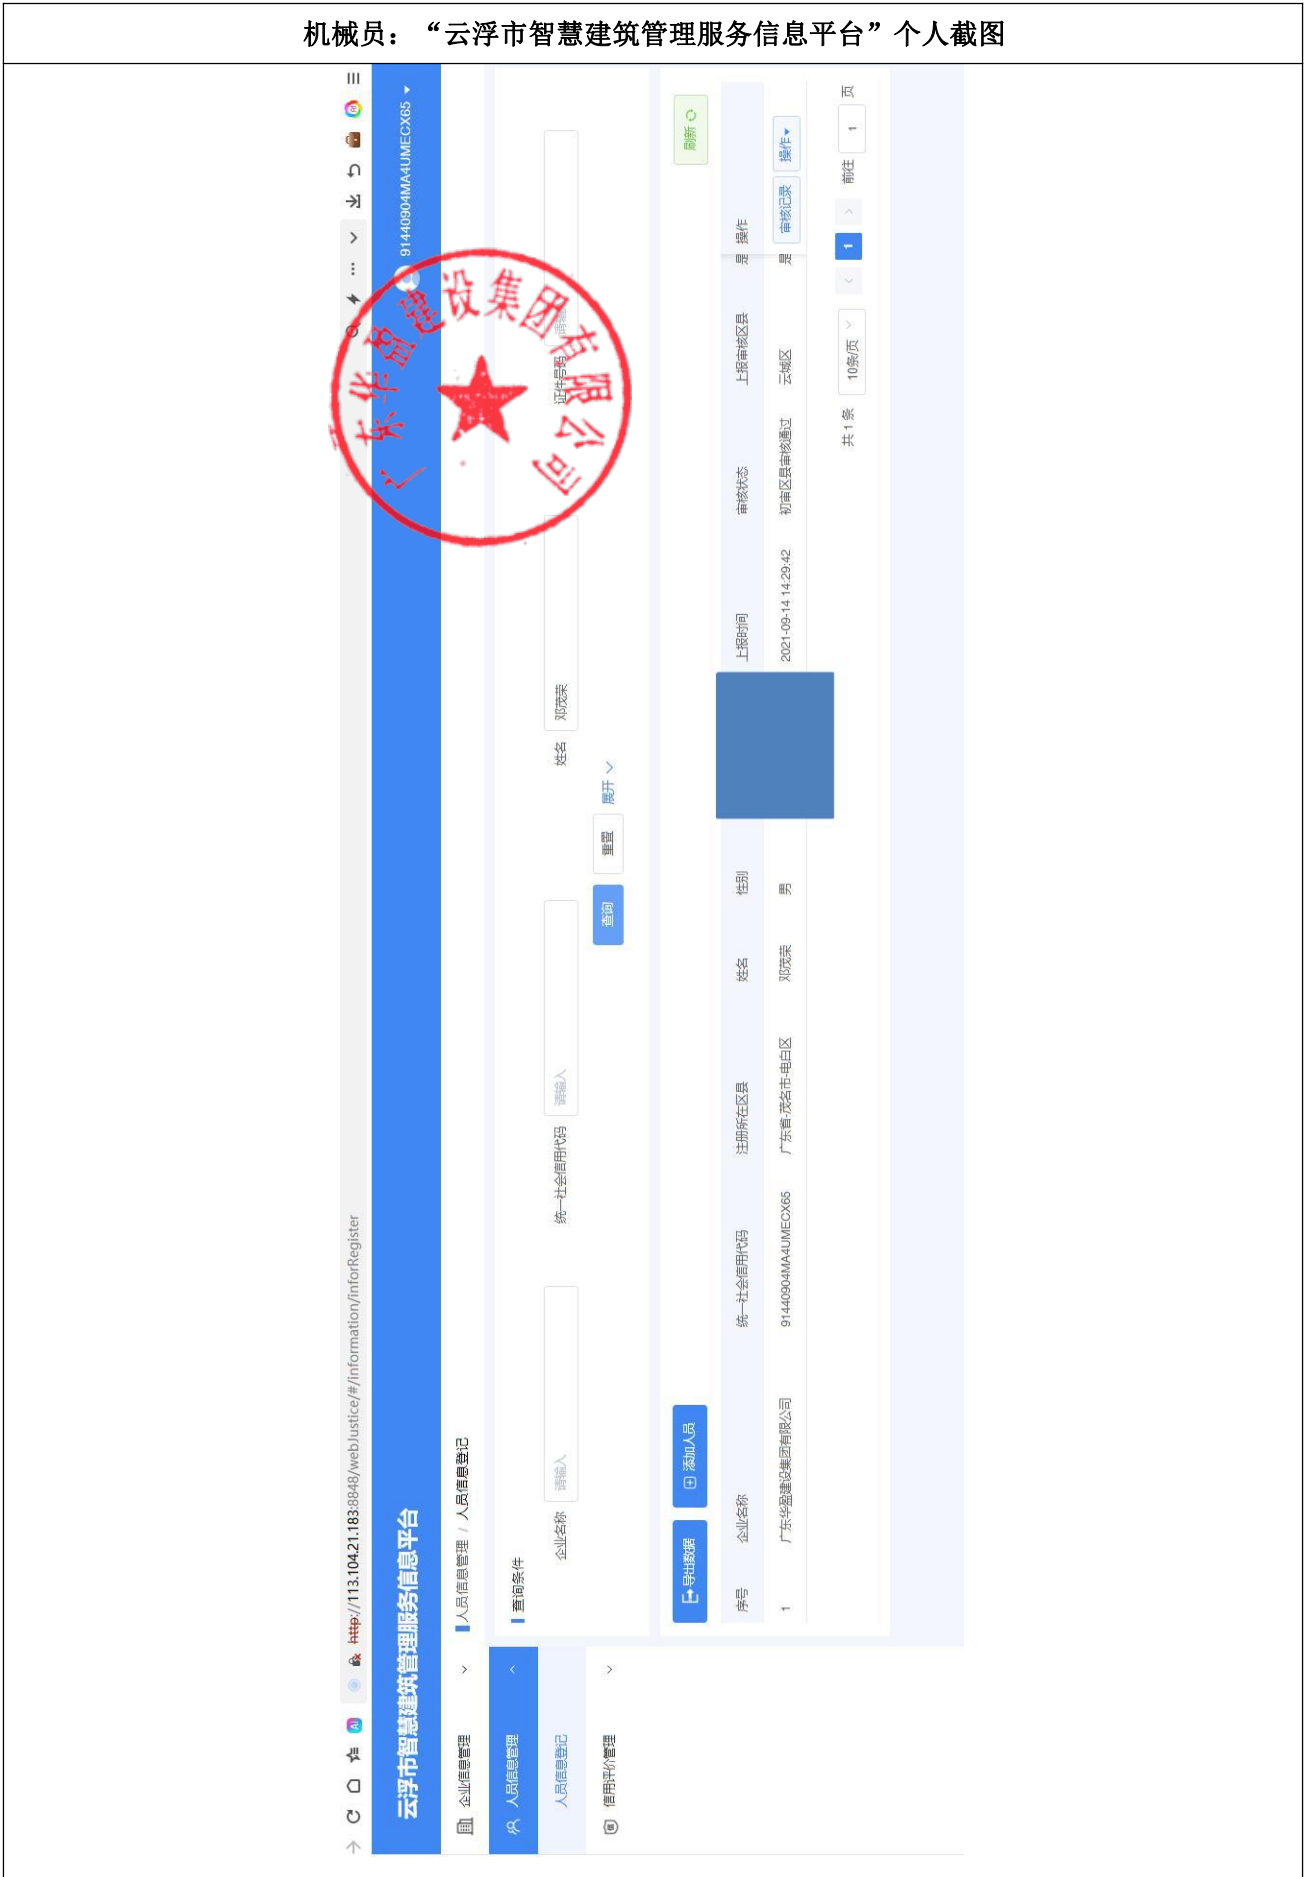 机械员：“云浮市智慧建筑管理服务信息平台”个人截图
http://113.104.21.183:8848/webJustice/#/information/inforRegister
云浮市智慧建筑管理服务信息平台
91440904MA4UMECX65
企业信息管理
人员信息管理
人员信息登记
信用评价管理
人员信息管理 / 人员信息登记
查询条件
企业名称 请输入 统一社会信用代码 请输入 姓名 邓茂荣 证件号码
查询 重置 展开
导出数据 添加人员 刷新
序号 企业名称 统一社会信用代码 注册所在区县 姓名 性别 上报时间 审核状态 上报审核区县 是 操作
1 广东华盈建设集团有限公司 91440904MA4UMECX65 广东省-茂名市-电白区 邓茂荣 男 2021-09-14 14:29:42 初审区县审核通过 云城区 是 审核记录 操作
共 1 条 10条/页 1 前往 1 页
广东华盈建设集团有限公司